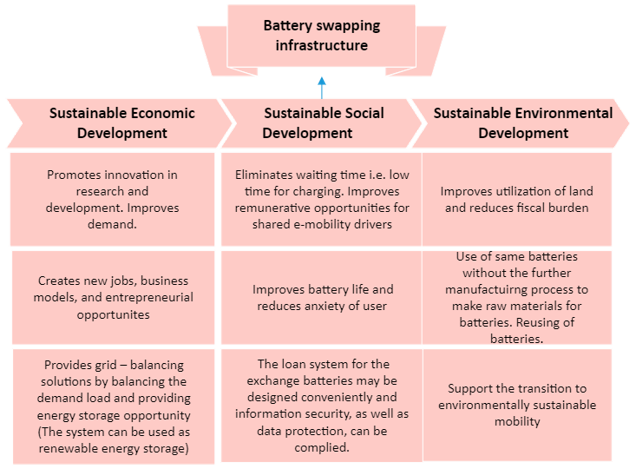 Battery swapping
infrastructure
Sustainable Economic
Development
Sustainable Social
Development
Sustainable Environmental
Development
Promotes innovation in
research and
development. Improves
demand.
Eliminates waiting time i.e. low
time for charging. Improves
remunerative opportunities for
shared e-mobility drivers
Improves utilization of land
and reduces fiscal burden
Creates new jobs, business
models, and entrepreneurial
opportunites
Improves battery life and
reduces anxiety of user
Use of same batteries
without the further
manufactuirng process to
make raw materials for
batteries. Reusing of
batteries.
Provides grid – balancing
solutions by balancing the
demand load and providing
energy storage opportunity
(The system can be used as
renewable energy storage)
The loan system for the
exchange batteries may be
designed conveniently and
information security, as well as
data protection, can be
complied.
Support the transition to
environmentally sustainable
mobility